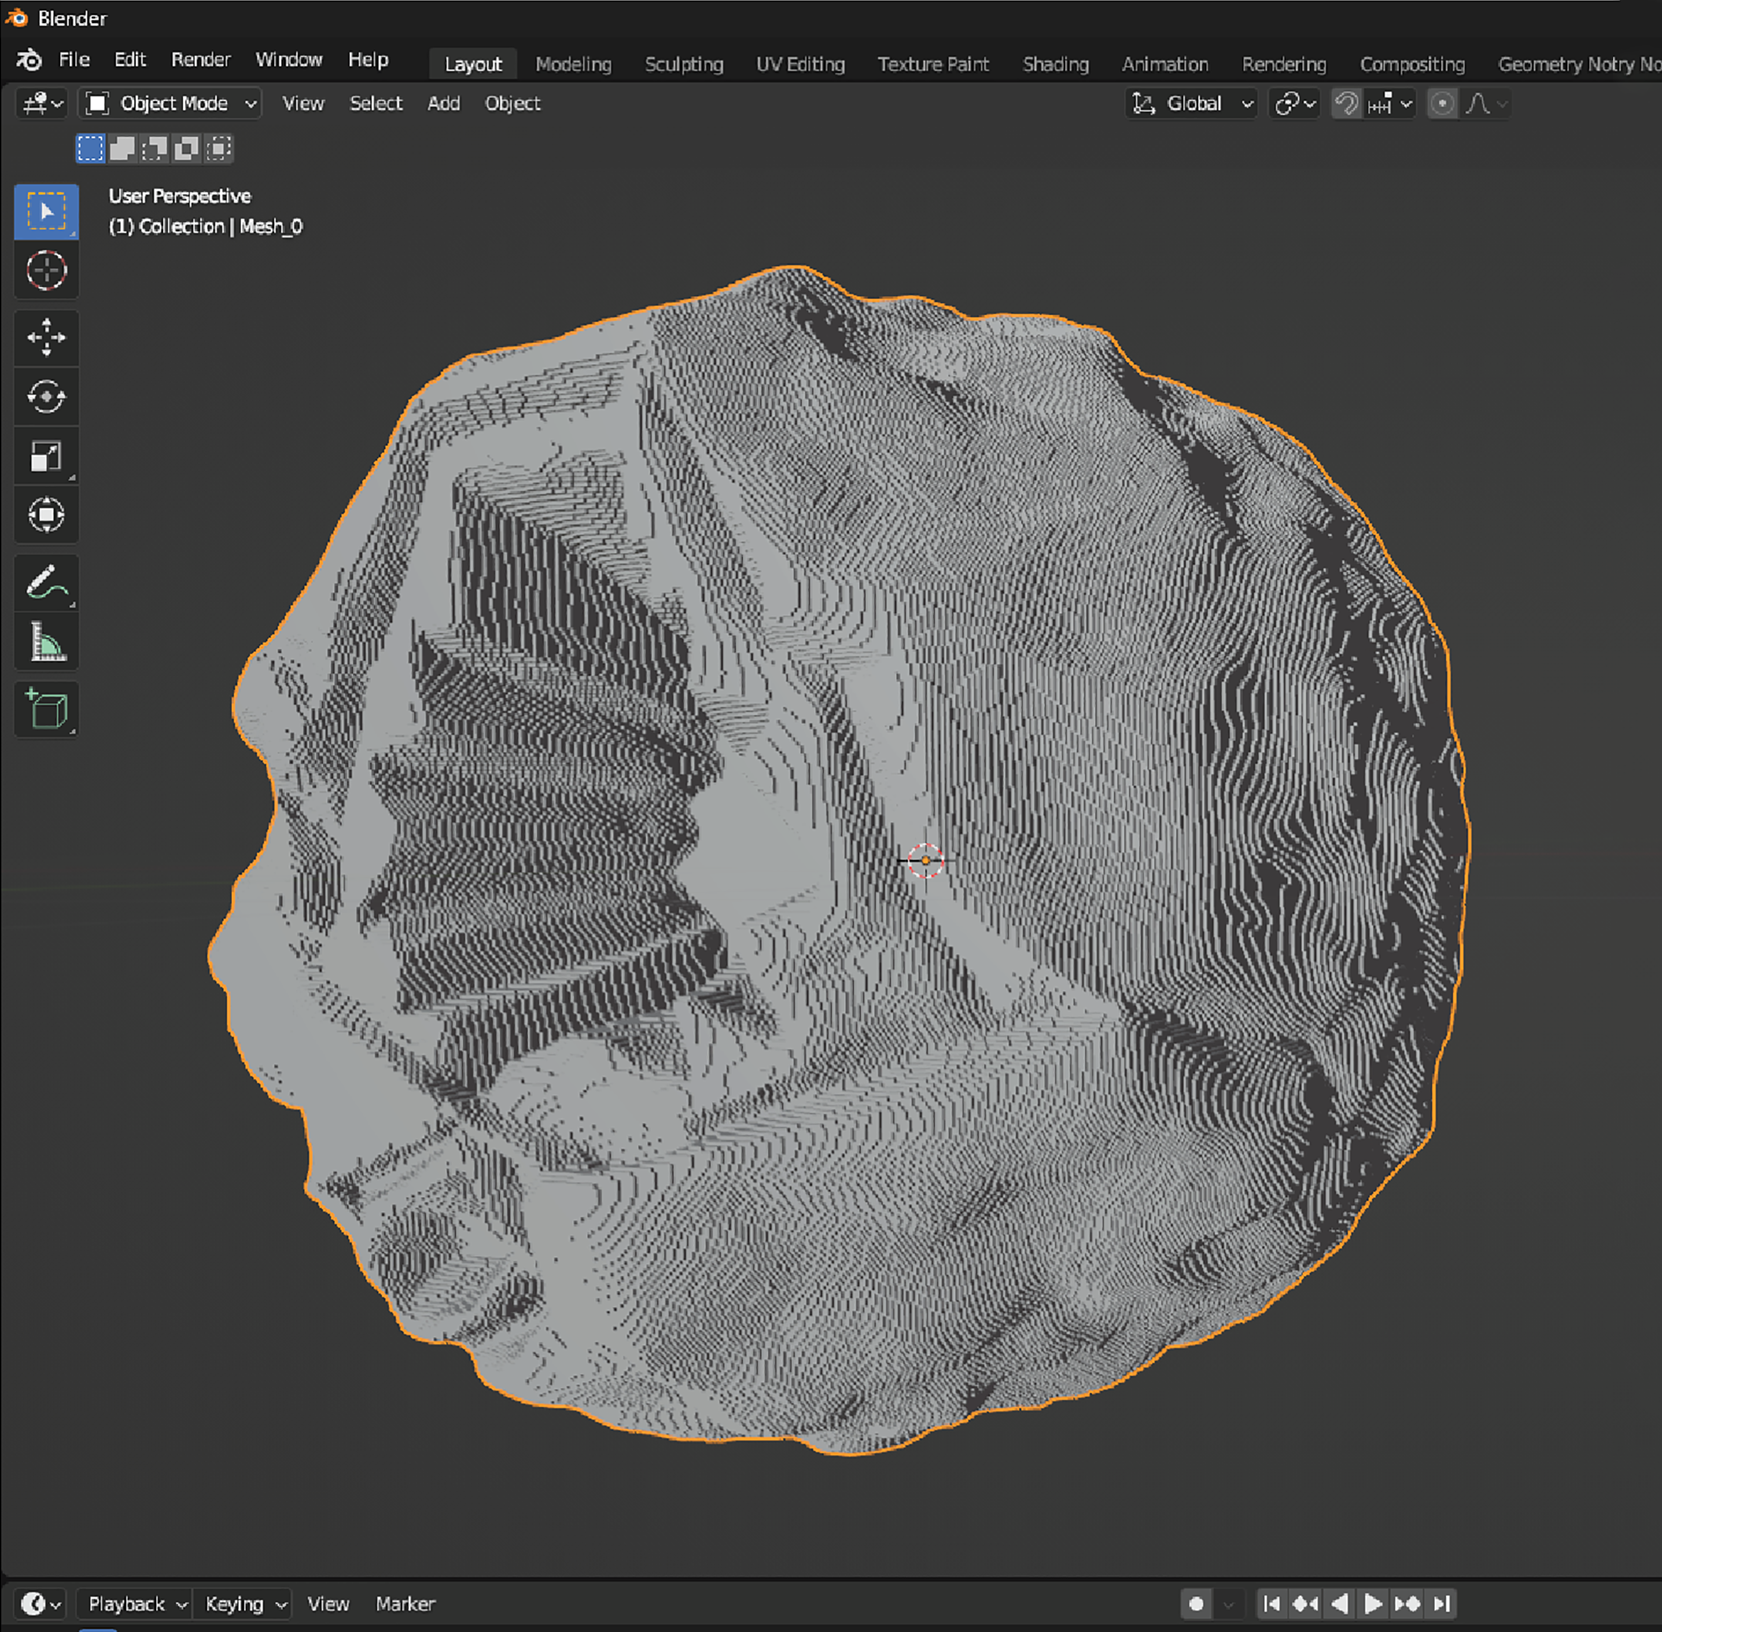 Blender
File Edit Render Window Help Layout Modeling Sculpting UV Editing Texture Paint Shading Animation Rendering Compositing Geometry Notry No
Object Mode View Select Add Object Global
User Perspective
(1) Collection | Mesh_0
Playback Keying View Marker